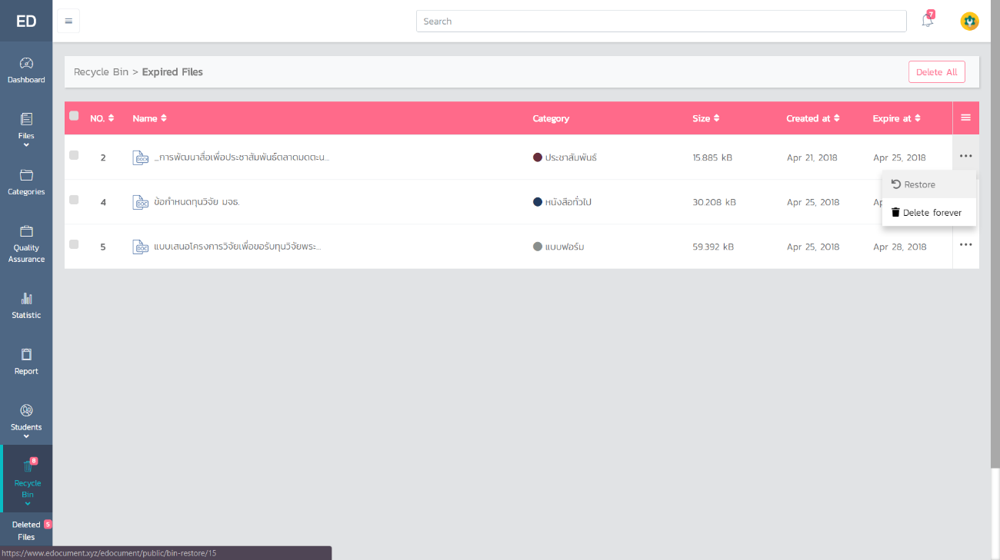 ED
Search
7
Dashboard
Files
Categories
Quality
Assurance
Statistic
Report
Students
8
Recycle
Bin
Deleted 5
Files
Recycle Bin > Expired Files
Delete All
NO. Name Category Size Created at Expire at
2 DOCX _การพัฒนาสื่อเพื่อประชาสัมพันธ์ตลาดมดตะน... ประชาสัมพันธ์ 15.885 kB Apr 21, 2018 Apr 25, 2018 ...
Restore
4 DOC ข้อกำหนดทุนวิจัย มจธ. หนังสือทั่วไป 30.208 kB Apr 25, 2018
Delete forever
5 DOC แบบเสนอโครงการวิจัยเพื่อขอรับทุนวิจัยพระ... แบบฟอร์ม 59.392 kB Apr 25, 2018 Apr 28, 2018 ...
https://www.edocument.xyz/edocument/public/bin-restore/15